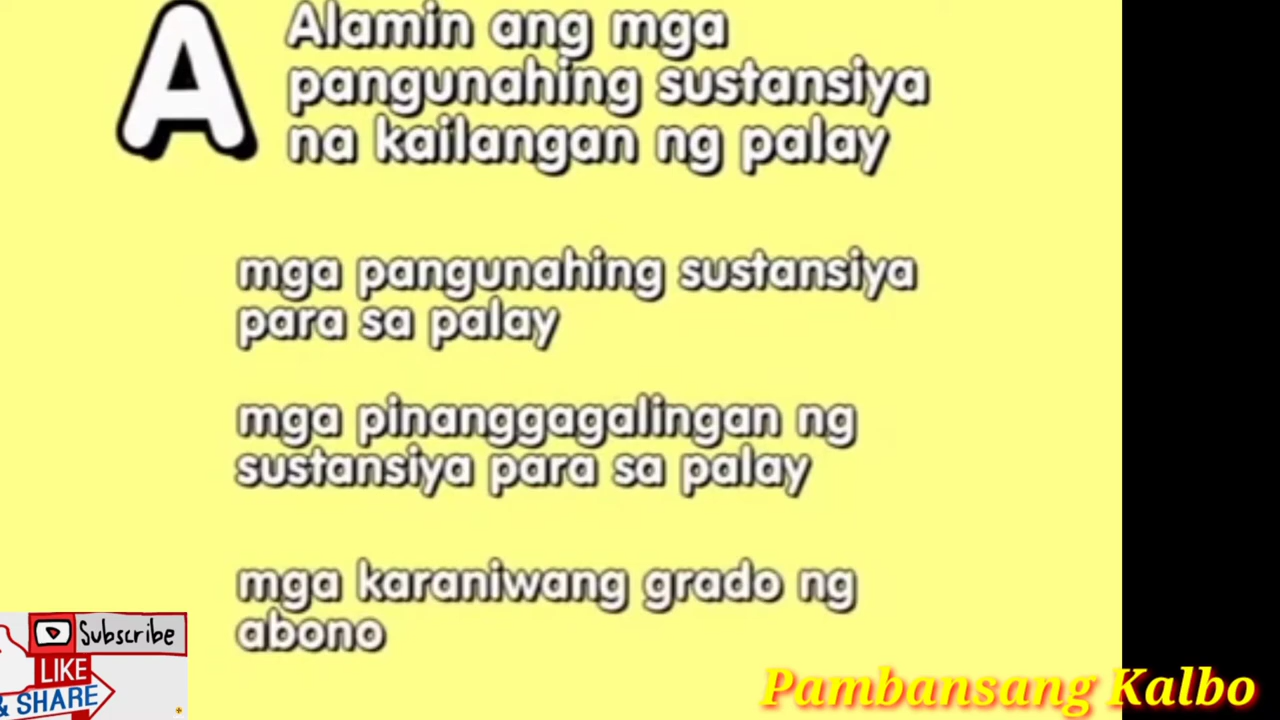 A
Alamin ang mga
pangunahing sustansiya
na kailangan ng palay
mga pangunahing sustansiya
para sa palay
mga pinanggagalingan ng
sustansiya para sa palay
mga karaniwang grado ng
abono
Subscribe
LIKE
& SHARE
Pambansang Kalbo